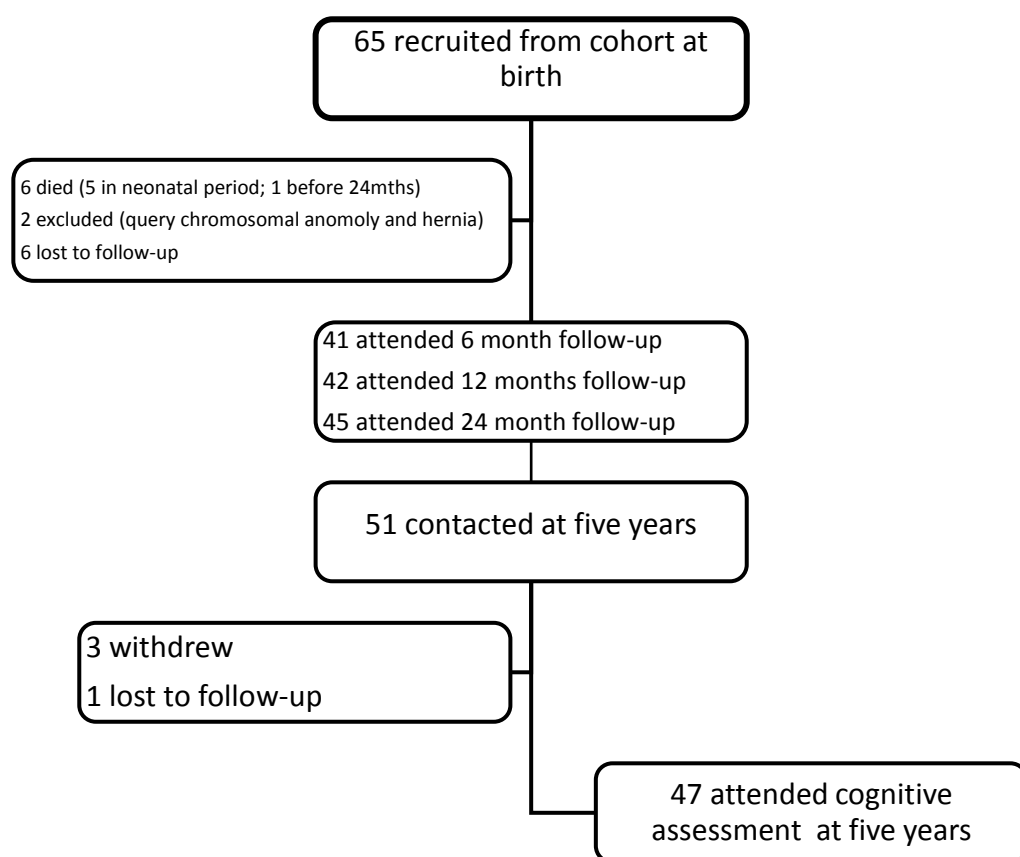 65 recruited from cohort at
birth
6 died (5 in neonatal period; 1 before 24mths)
2 excluded (query chromosomal anomoly and hernia)
6 lost to follow-up
41 attended 6 month follow-up
42 attended 12 months follow-up
45 attended 24 month follow-up
51 contacted at five years
3 withdrew
1 lost to follow-up
47 attended cognitive
assessment at five years